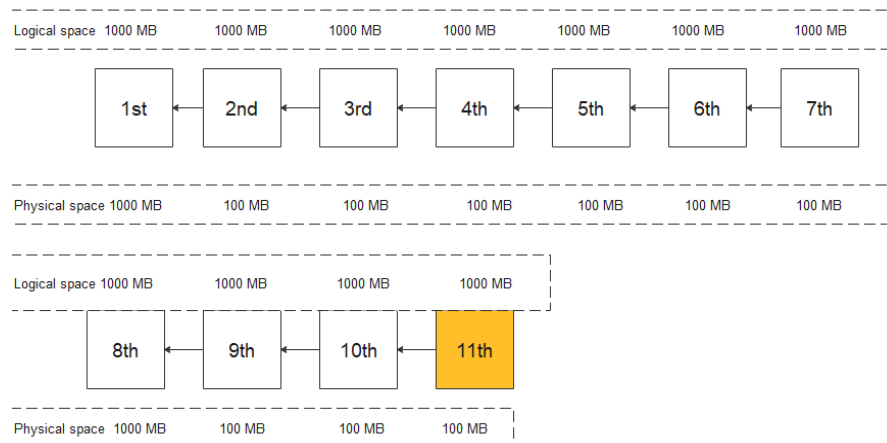 Logical space 1000 MB 1000 MB 1000 MB 1000 MB 1000 MB 1000 MB 1000 MB
1st 2nd 3rd 4th 5th 6th 7th
Physical space 1000 MB 100 MB 100 MB 100 MB 100 MB 100 MB 100 MB
Logical space 1000 MB 1000 MB 1000 MB 1000 MB
8th 9th 10th 11th
Physical space 1000 MB 100 MB 100 MB 100 MB